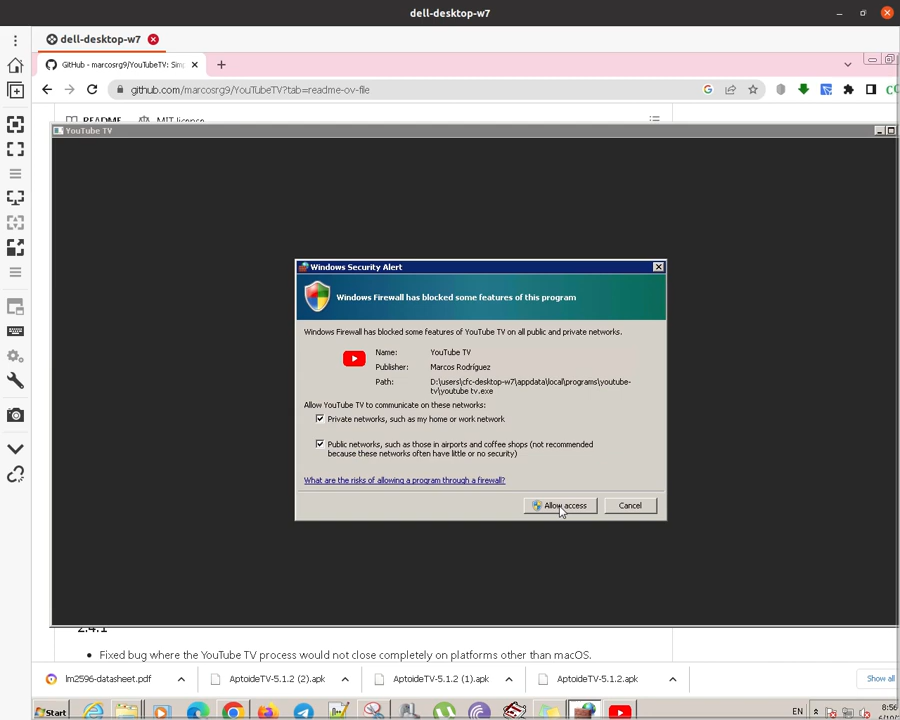 dell-desktop-w7
dell-desktop-w7
GitHub - marcosrg9/YouTubeTV: Sim
github.com/marcosrg9/YouTubeTV?tab=readme-ov-file
README MIT license
YouTube TV
Windows Security Alert
Windows Firewall has blocked some features of this program
Windows Firewall has blocked some features of YouTube TV on all public and private networks.
Name: YouTube TV
Publisher: Marcos Rodríguez
Path: D:\users\cfc-desktop-w7\appdata\local\programs\youtube-
tv\youtube tv.exe
Allow YouTube TV to communicate on these networks:
Private networks, such as my home or work network
Public networks, such as those in airports and coffee shops (not recommended
because these networks often have little or no security)
What are the risks of allowing a program through a firewall?
Allow access Cancel
2.4.1
Fixed bug where the YouTube TV process would not close completely on platforms other than macOS.
lm2596-datasheet.pdf AptoideTV-5.1.2 (2).apk AptoideTV-5.1.2 (1).apk AptoideTV-5.1.2.apk Show all
Start EN 8:56